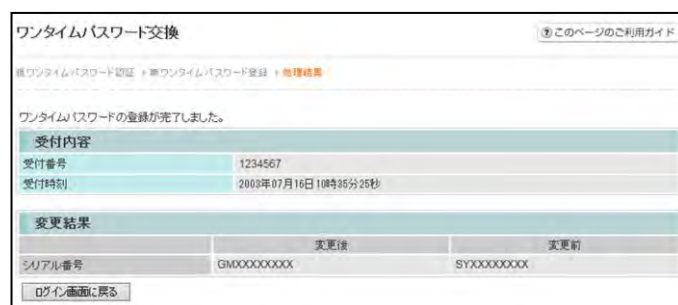 ワンタイムパスワード交換
このページのご利用ガイド
旧ワンタイムパスワード認証 > 新ワンタイムパスワード登録 > 処理結果
ワンタイムパスワードの登録が完了しました。
受付内容
受付番号 1234567
受付時刻 2003年07月16日 10時35分25秒
変更結果
変更後 変更前
シリアル番号 GMXXXXXXXX SYXXXXXXXX
ログイン画面に戻る